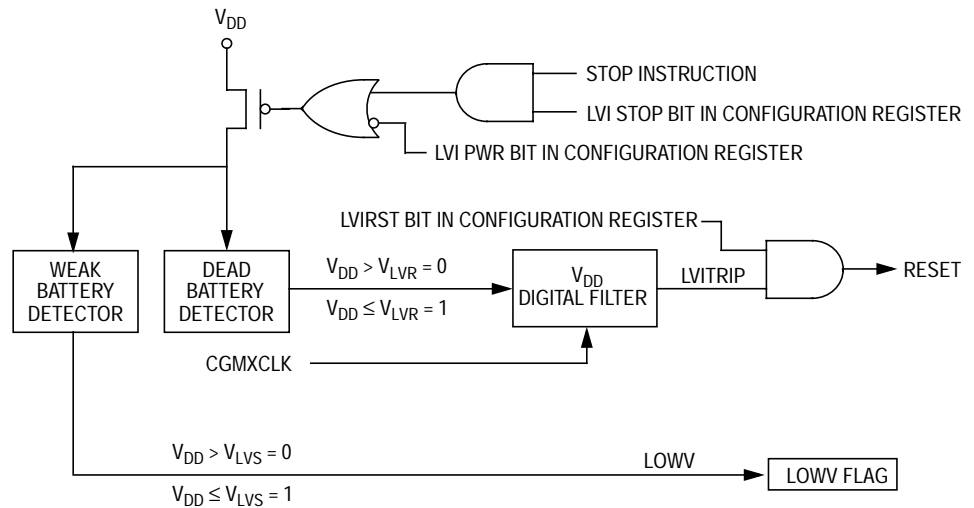 VDD
STOP INSTRUCTION
LVI STOP BIT IN CONFIGURATION REGISTER
LVI PWR BIT IN CONFIGURATION REGISTER
LVIRST BIT IN CONFIGURATION REGISTER
WEAK
BATTERY
DETECTOR
DEAD
BATTERY
DETECTOR
VDD > VLVR = 0
VDD ≤ VLVR = 1
VDD
DIGITAL FILTER
LVITRIP
RESET
CGMXCLK
VDD > VLVS = 0
VDD ≤ VLVS = 1
LOWV
LOWV FLAG